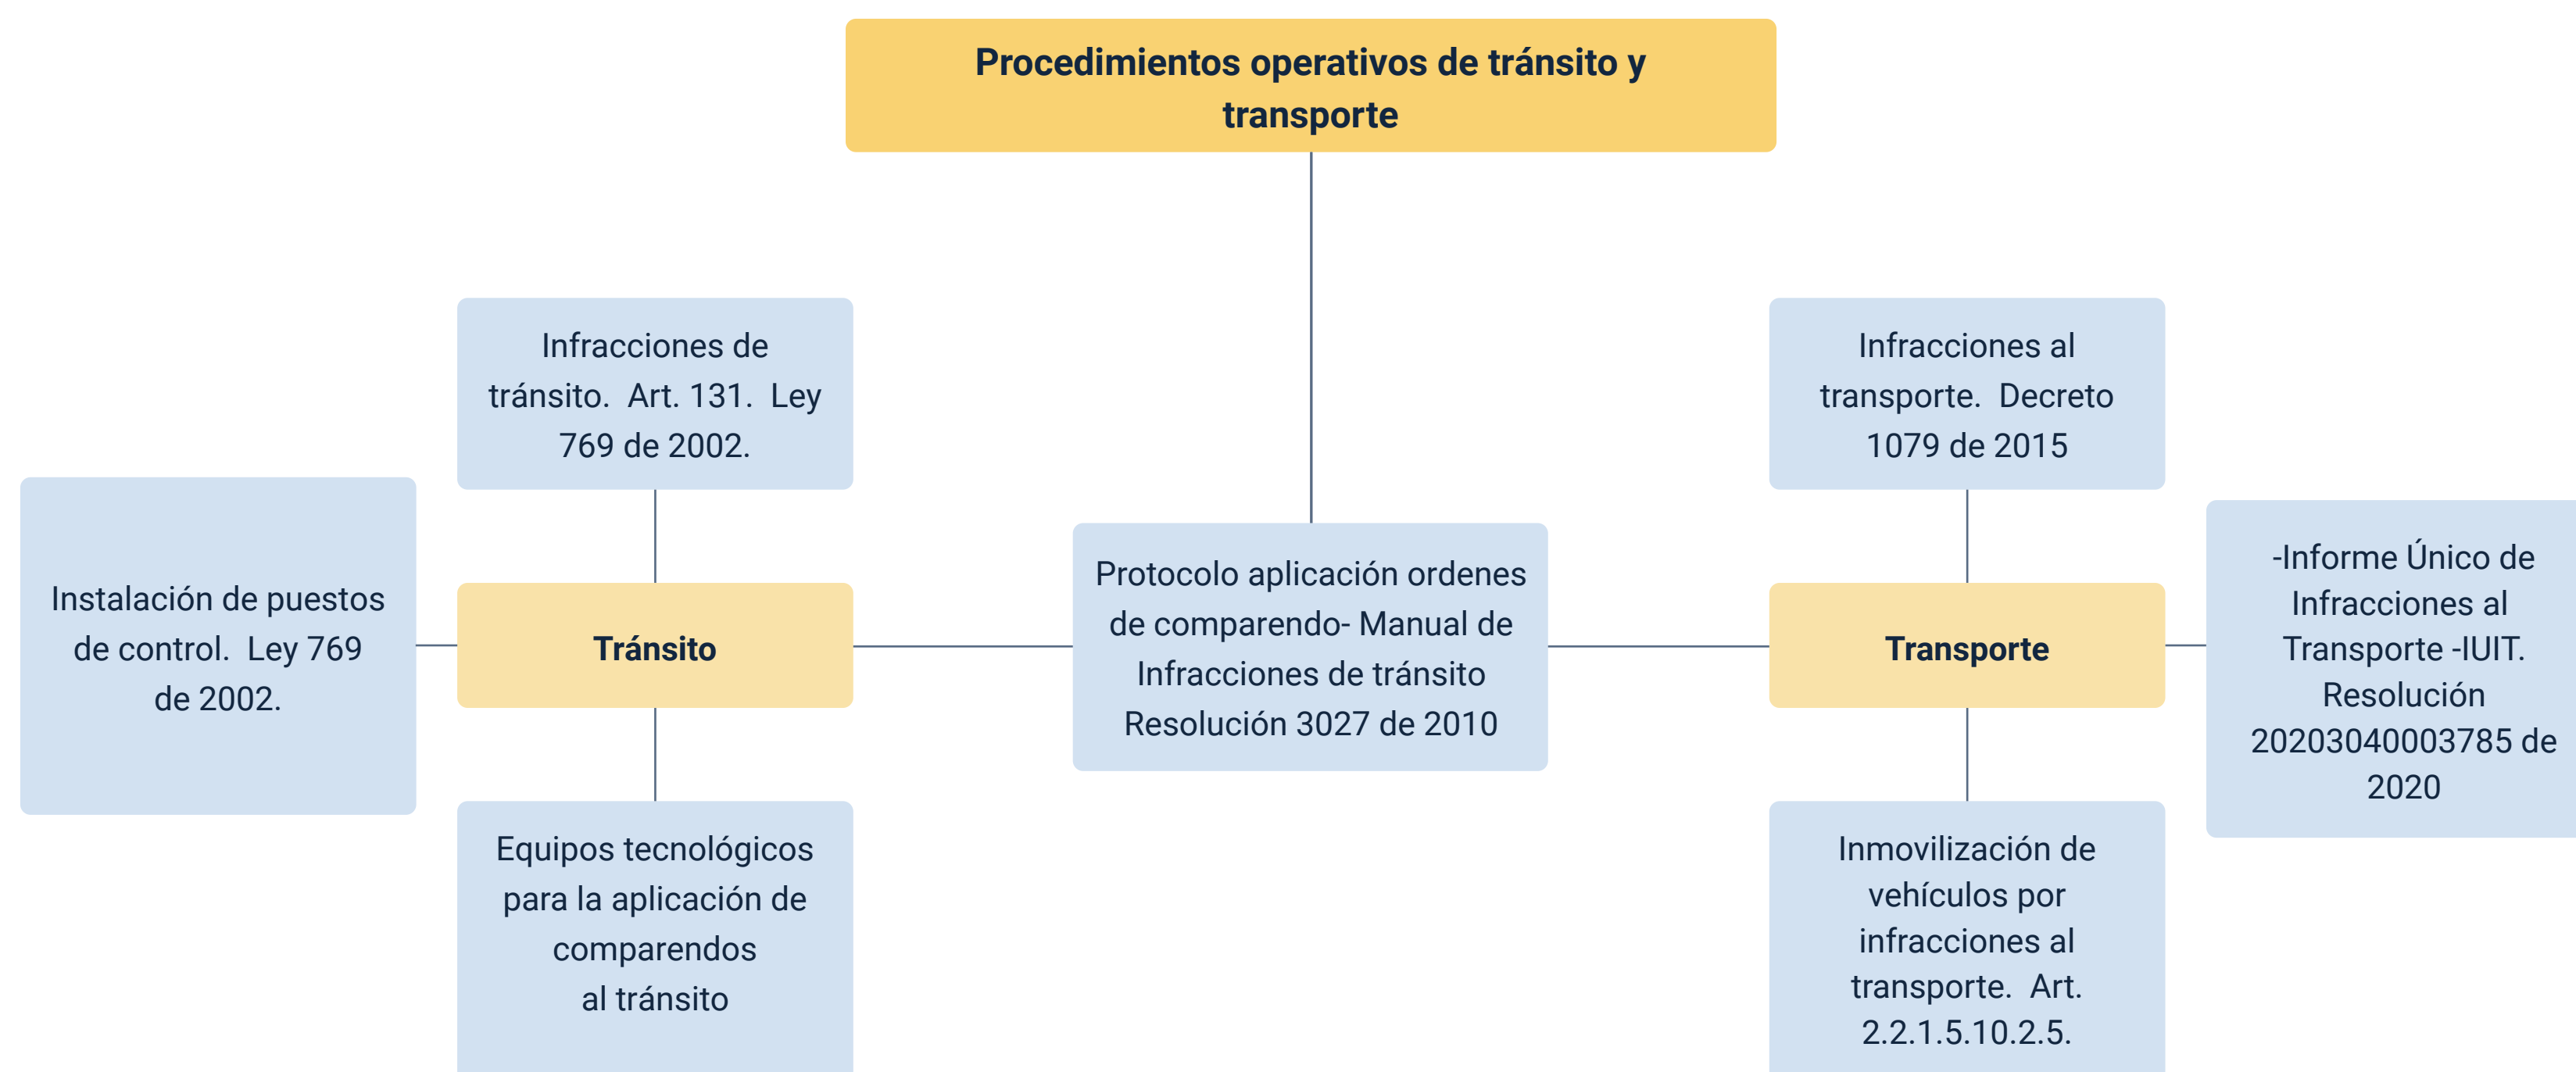 Procedimientos operativos de tránsito y
transporte
Infracciones de
tránsito.  Art. 131.  Ley
769 de 2002.
Infracciones al
transporte.  Decreto
1079 de 2015
Instalación de puestos
de control.  Ley 769
de 2002.
Tránsito
Protocolo aplicación ordenes
de comparendo- Manual de
Infracciones de tránsito
Resolución 3027 de 2010
Transporte
-Informe Único de
Infracciones al
Transporte -IUIT.
Resolución
20203040003785 de
2020
Equipos tecnológicos
para la aplicación de
comparendos
al tránsito
Inmovilización de
vehículos por
infracciones al
transporte.  Art.
2.2.1.5.10.2.5.